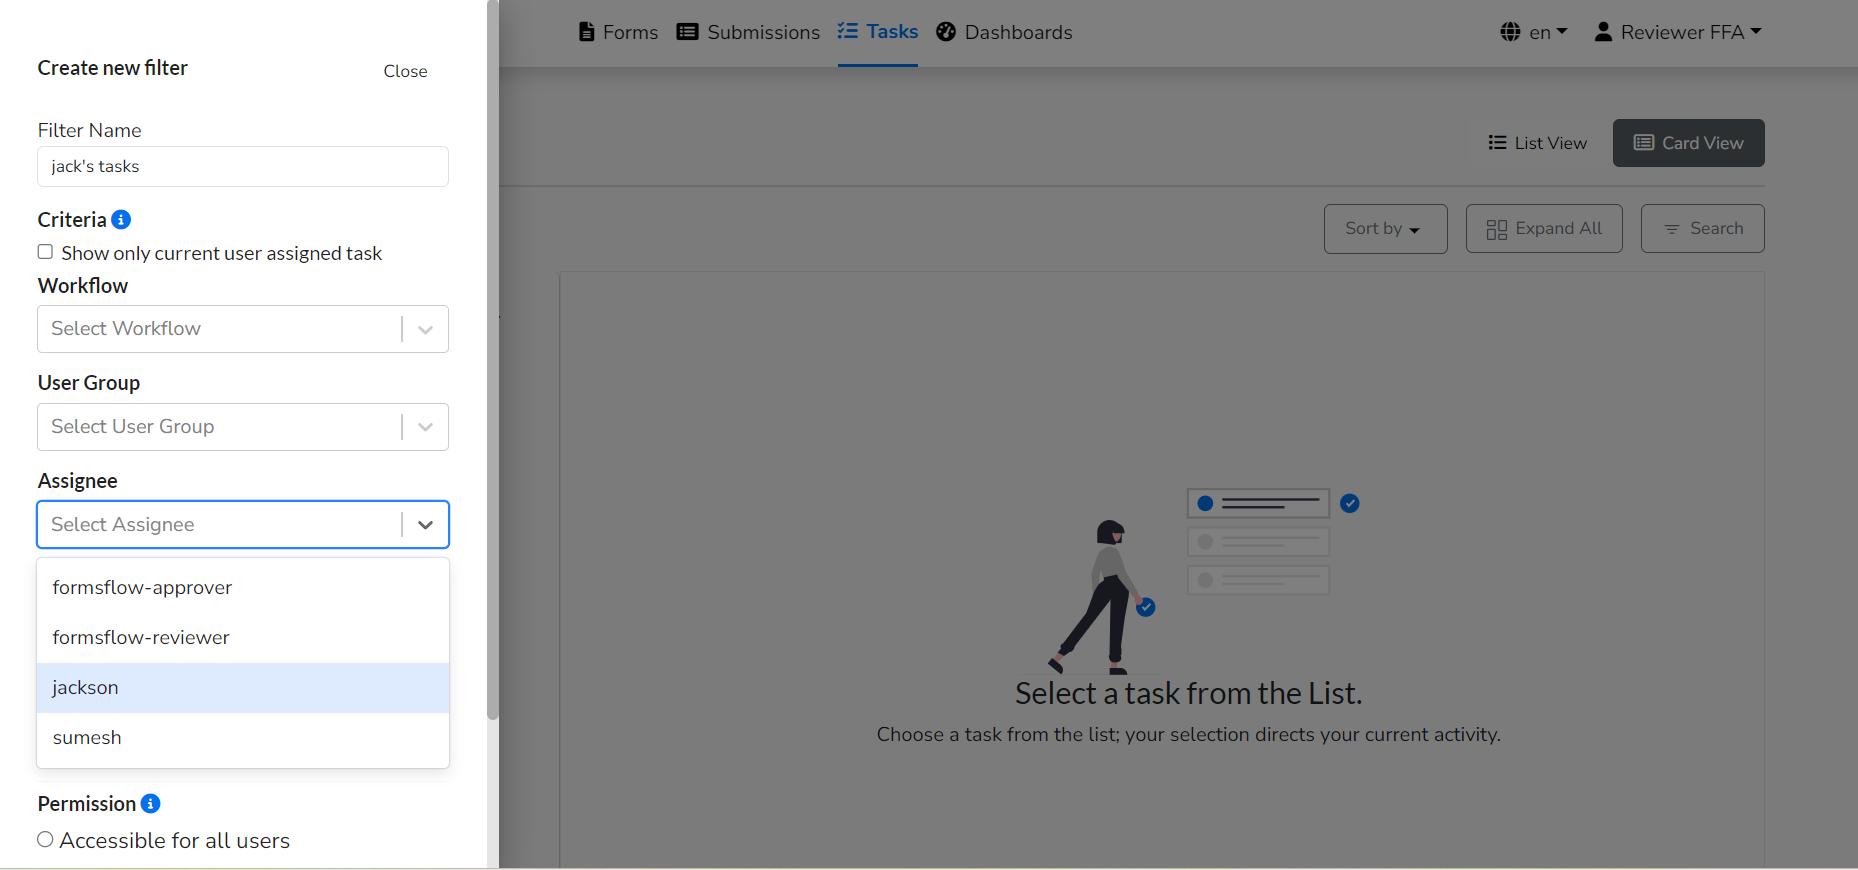 Create new filter
Close
Filter Name
jack's tasks
Criteria
Show only current user assigned task
Workflow
Select Workflow
User Group
Select User Group
Assignee
Select Assignee
formsflow-approver
formsflow-reviewer
jackson
sumesh
Permission
Accessible for all users
Forms Submissions Tasks Dashboards en Reviewer FFA
List View Card View
Sort by Expand All Search
Select a task from the List.
Choose a task from the list; your selection directs your current activity.